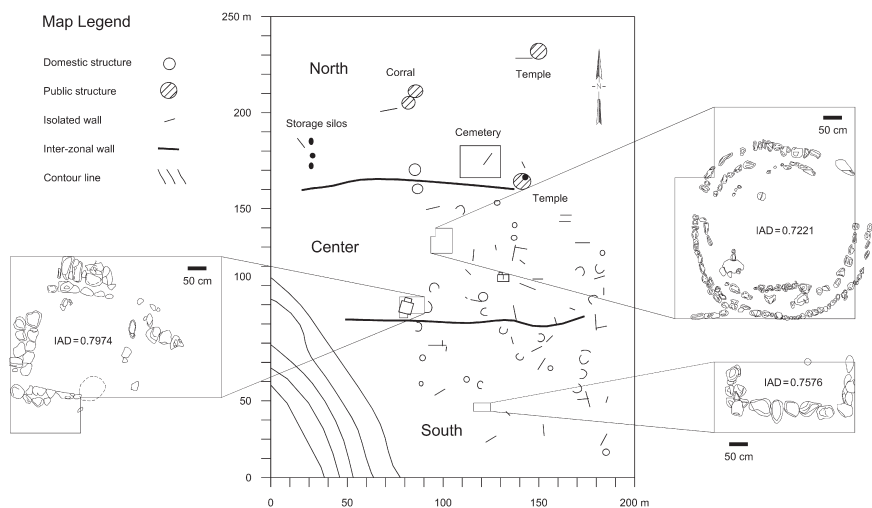 Map Legend
Domestic structure
Public structure
Isolated wall
Inter-zonal wall
Contour line
250 m
200
150
100
50
0
0 50 100 150 200 m
North
Corral
Temple
N
Storage silos
Cemetery
Temple
Center
South
50 cm
IAD=0.7974
50 cm
IAD=0.7221
IAD=0.7576
50 cm